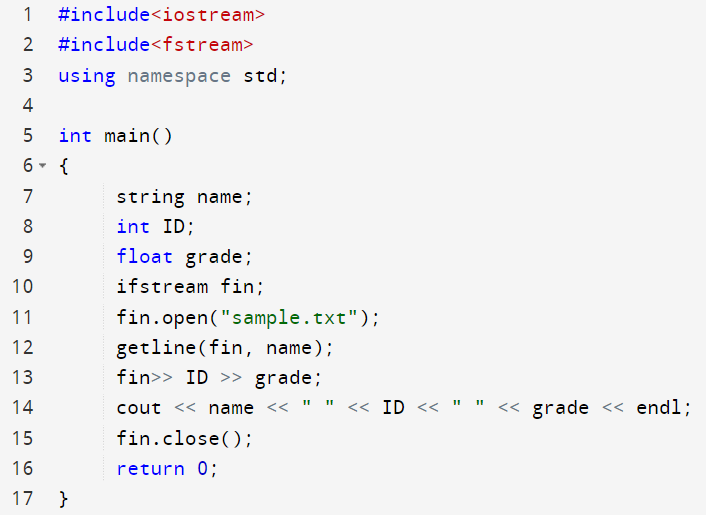 1 #include<iostream>
2 #include<fstream>
3 using namespace std;
4
5 int main()
6 {
7 string name;
8 int ID;
9 float grade;
10 ifstream fin;
11 fin.open("sample.txt");
12 getline(fin, name);
13 fin>> ID >> grade;
14 cout << name << " " << ID << " " << grade << endl;
15 fin.close();
16 return 0;
17 }